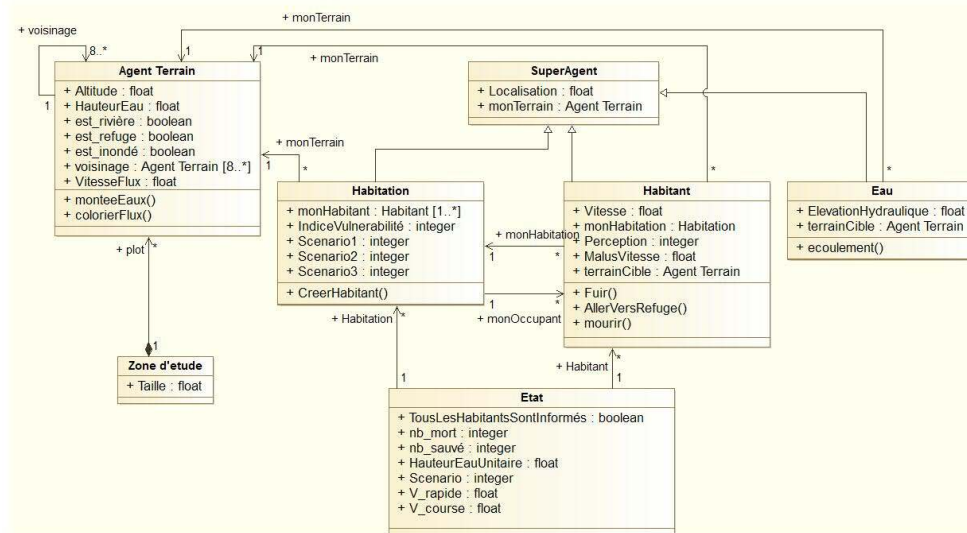 + monTerrain
+ voisinage
8..*
1
1
+ monTerrain
1
Agent Terrain
+ Altitude : float
+ HauteurEau : float
+ est_rivière : boolean
+ est_refuge : boolean
+ est_inondé : boolean
+ voisinage : Agent Terrain [8..*]
+ VitesseFlux : float
+ monteeEaux()
+ colorierFlux()
SuperAgent
+ Localisation : float
+ monTerrain : Agent Terrain
+ monTerrain
1
*
*
*
Habitation
+ monHabitant : Habitant [1..*]
+ IndiceVulnerabilité : integer
+ Scenario1 : integer
+ Scenario2 : integer
+ Scenario3 : integer
+ CreerHabitant()
+ monHabitation
1
*
1
*
+ monOccupant
Habitant
+ Vitesse : float
+ monHabitation : Habitation
+ Perception : integer
+ MalusVitesse : float
+ terrainCible : Agent Terrain
+ Fuir()
+ AllerVersRefuge()
+ mourir()
Eau
+ ElevationHydraulique : float
+ terrainCible : Agent Terrain
+ ecoulement()
+ plot
*
1
Zone d'etude
+ Taille : float
+ Habitation
*
1
+ Habitant
*
1
Etat
+ TousLesHabitantsSontInformés : boolean
+ nb_mort : integer
+ nb_sauvé : integer
+ HauteurEauUnitaire : float
+ Scenario : integer
+ V_rapide : float
+ V_course : float